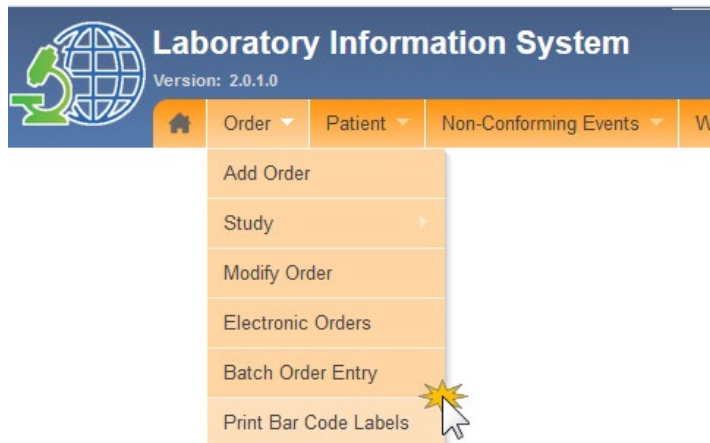 Laboratory Information System
Version: 2.0.1.0
Order Patient Non-Conforming Events W
Add Order
Study
Modify Order
Electronic Orders
Batch Order Entry
Print Bar Code Labels